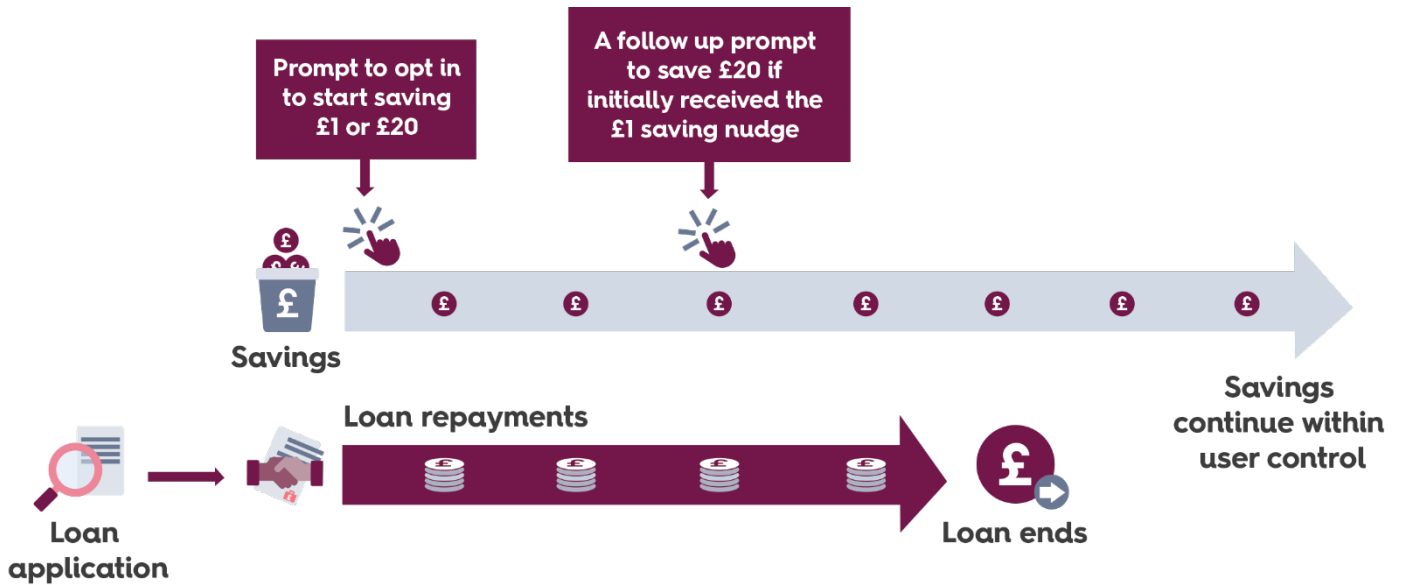 Prompt to opt in
to start saving
£1 or £20
A follow up prompt
to save £20 if
initially received the
£1 saving nudge
£
£
£
£ £ £ £ £ £ £
Savings
Savings
continue within
user control
Loan repayments
£ £ £ £
£
£
Loan ends
Loan
application